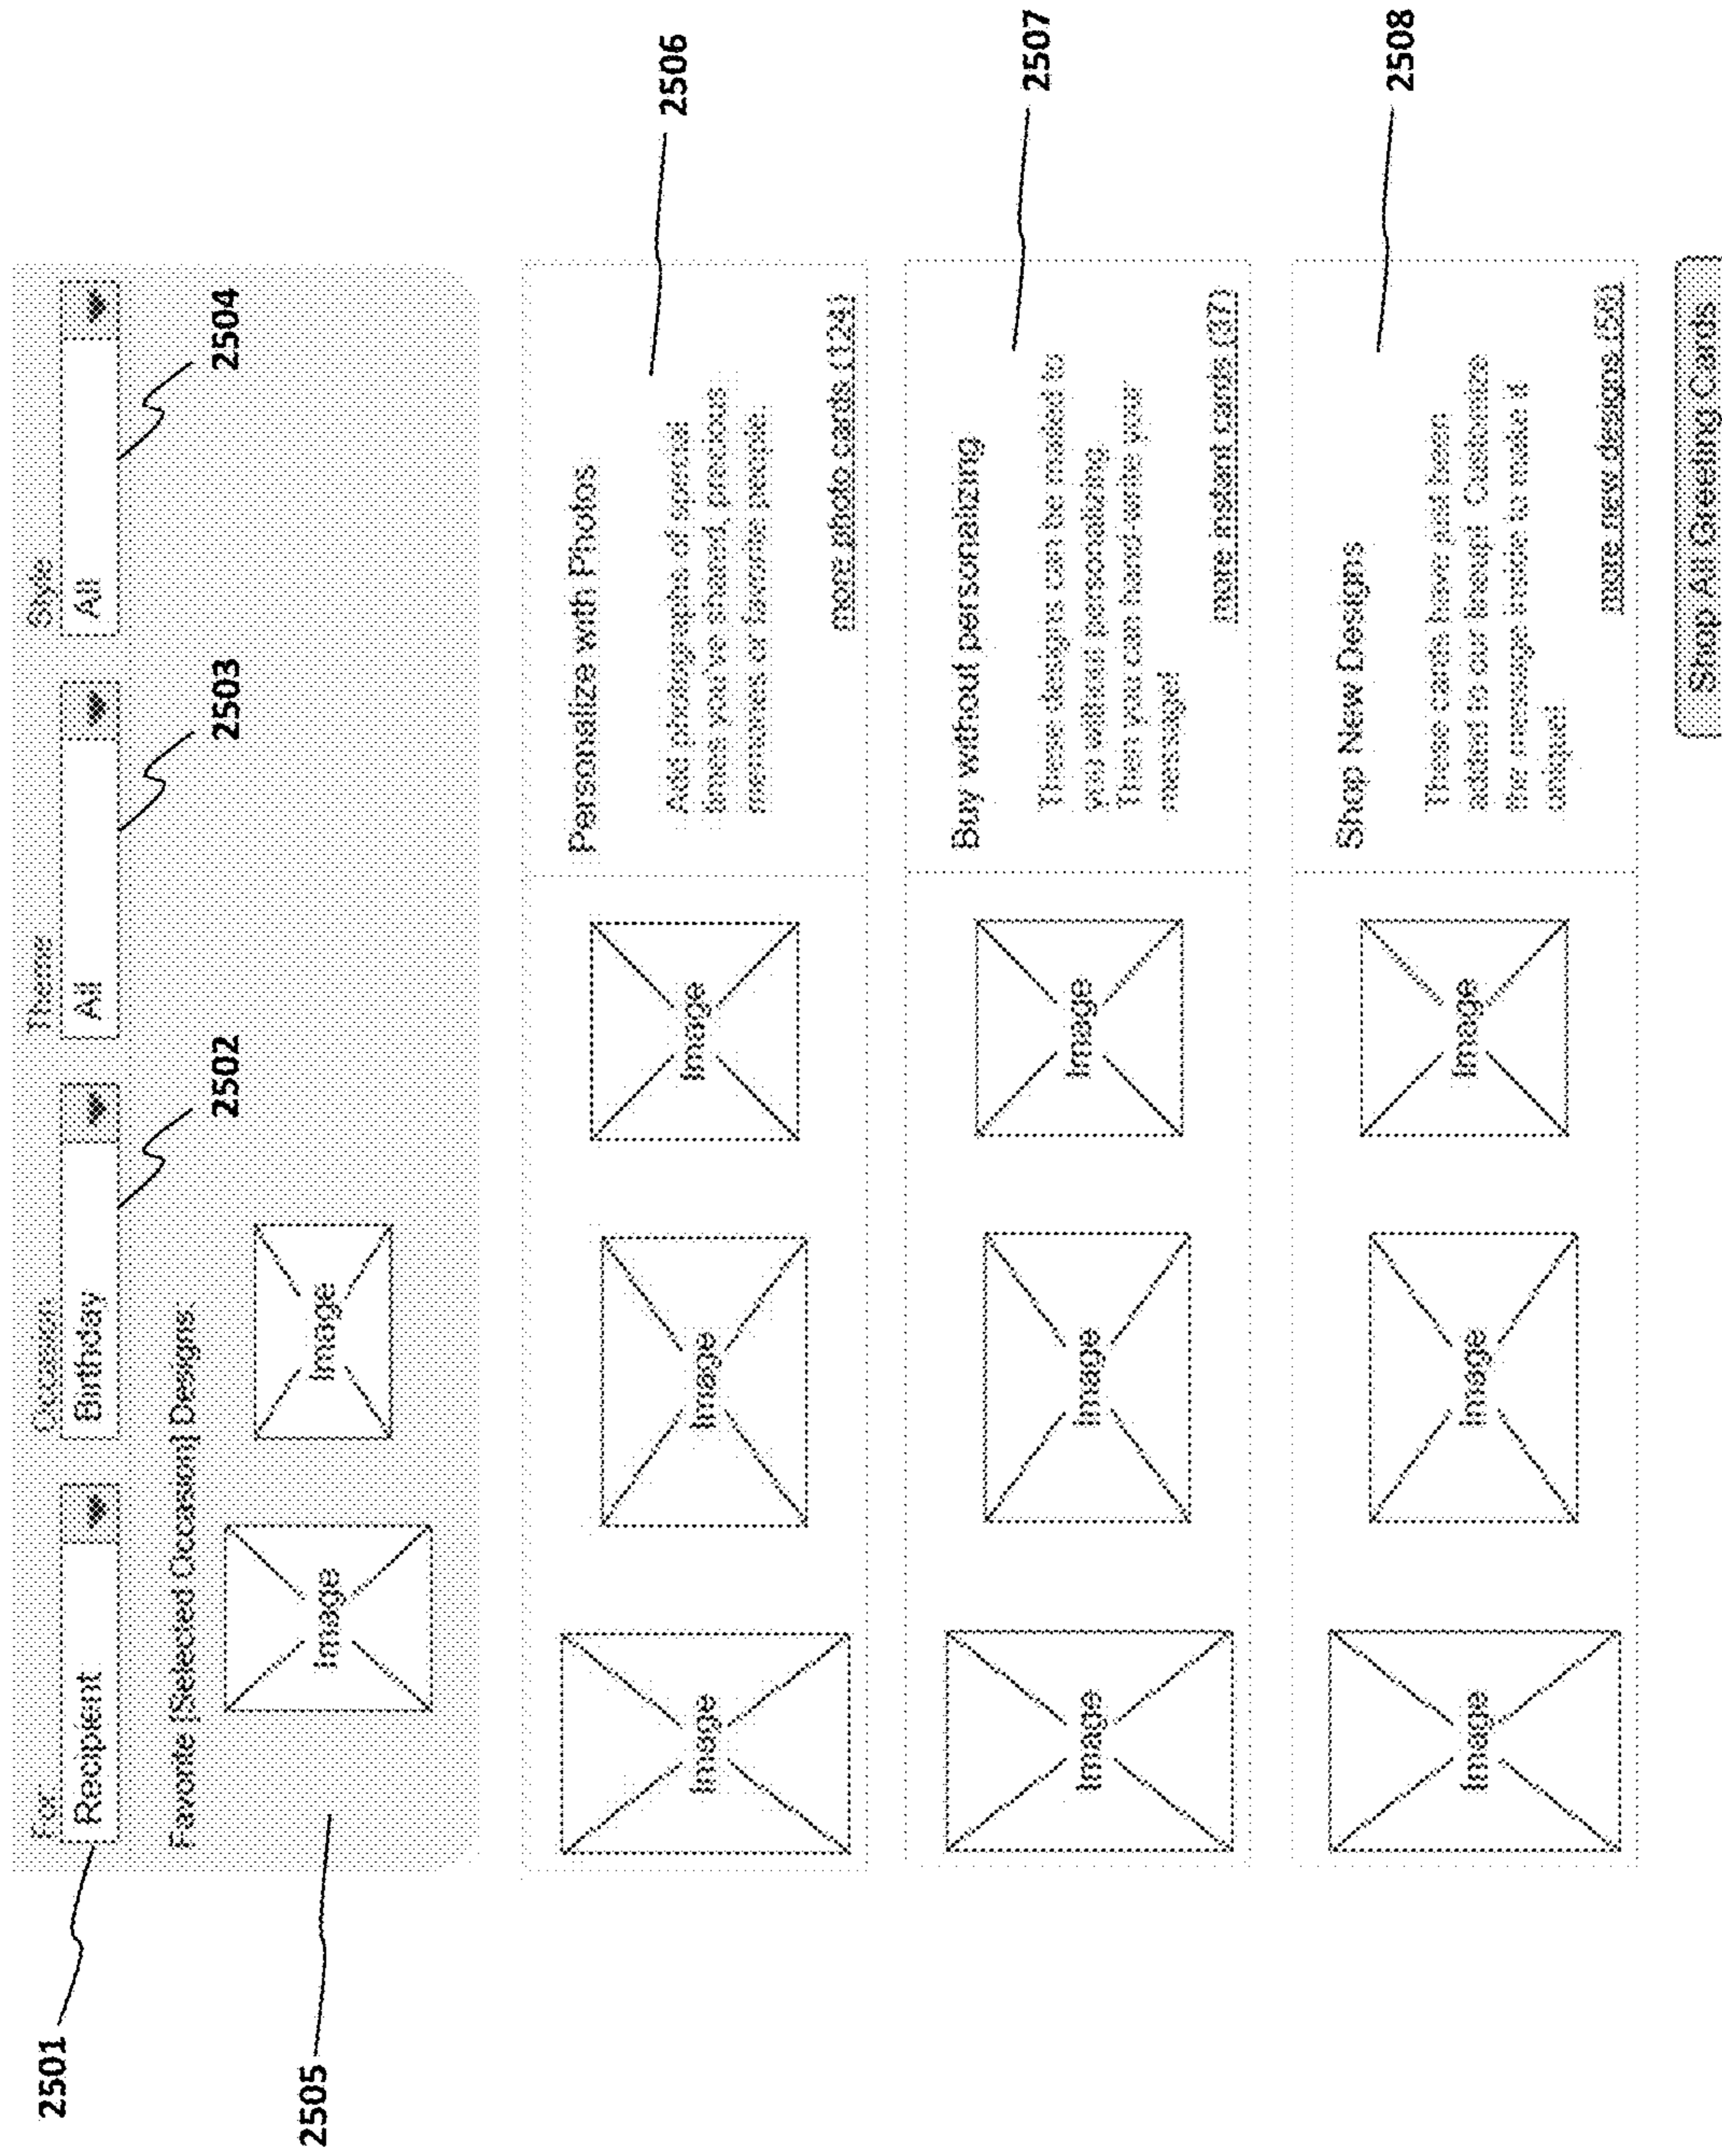 For
Occasion
Theme
Style
Recipient
Birthday
All
All
2501
2502
2503
2504
Favorite [Selected Occasion] Designs
Image
Image
2505
Image
Image
Image
Personalize with Photos
Add photographs of special
times you've shared, precious
memories or favorite people.
more photo cards (124)
2506
Image
Image
Image
Buy without personalizing
These designs can be mailed to
you without personalizing.
Then you can hand-write your
message!
more instant cards (37)
2507
Image
Image
Image
Shop New Designs
These cards have just been
added to our lineup! Customize
the message inside to make it
unique!
more new designs (58)
2508
Shop All Greeting Cards